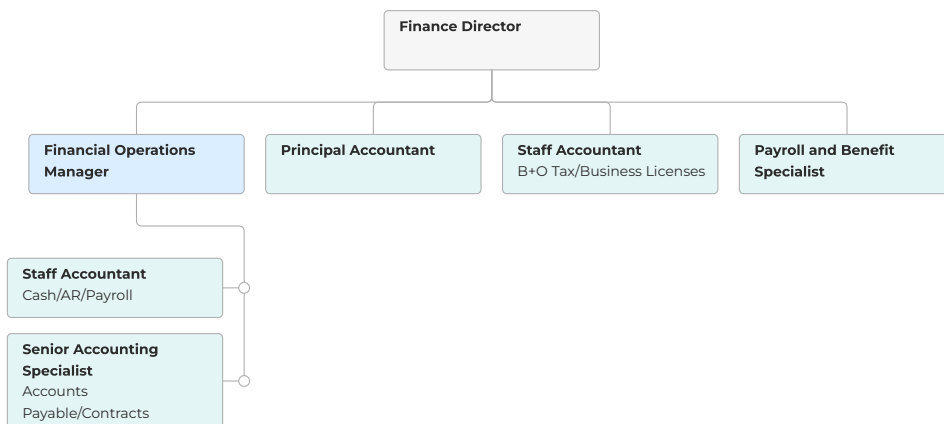 Finance Director
Financial Operations
Manager
Principal Accountant
Staff Accountant
B+O Tax/Business Licenses
Payroll and Benefit
Specialist
Staff Accountant
Cash/AR/Payroll
Senior Accounting
Specialist
Accounts
Payable/Contracts